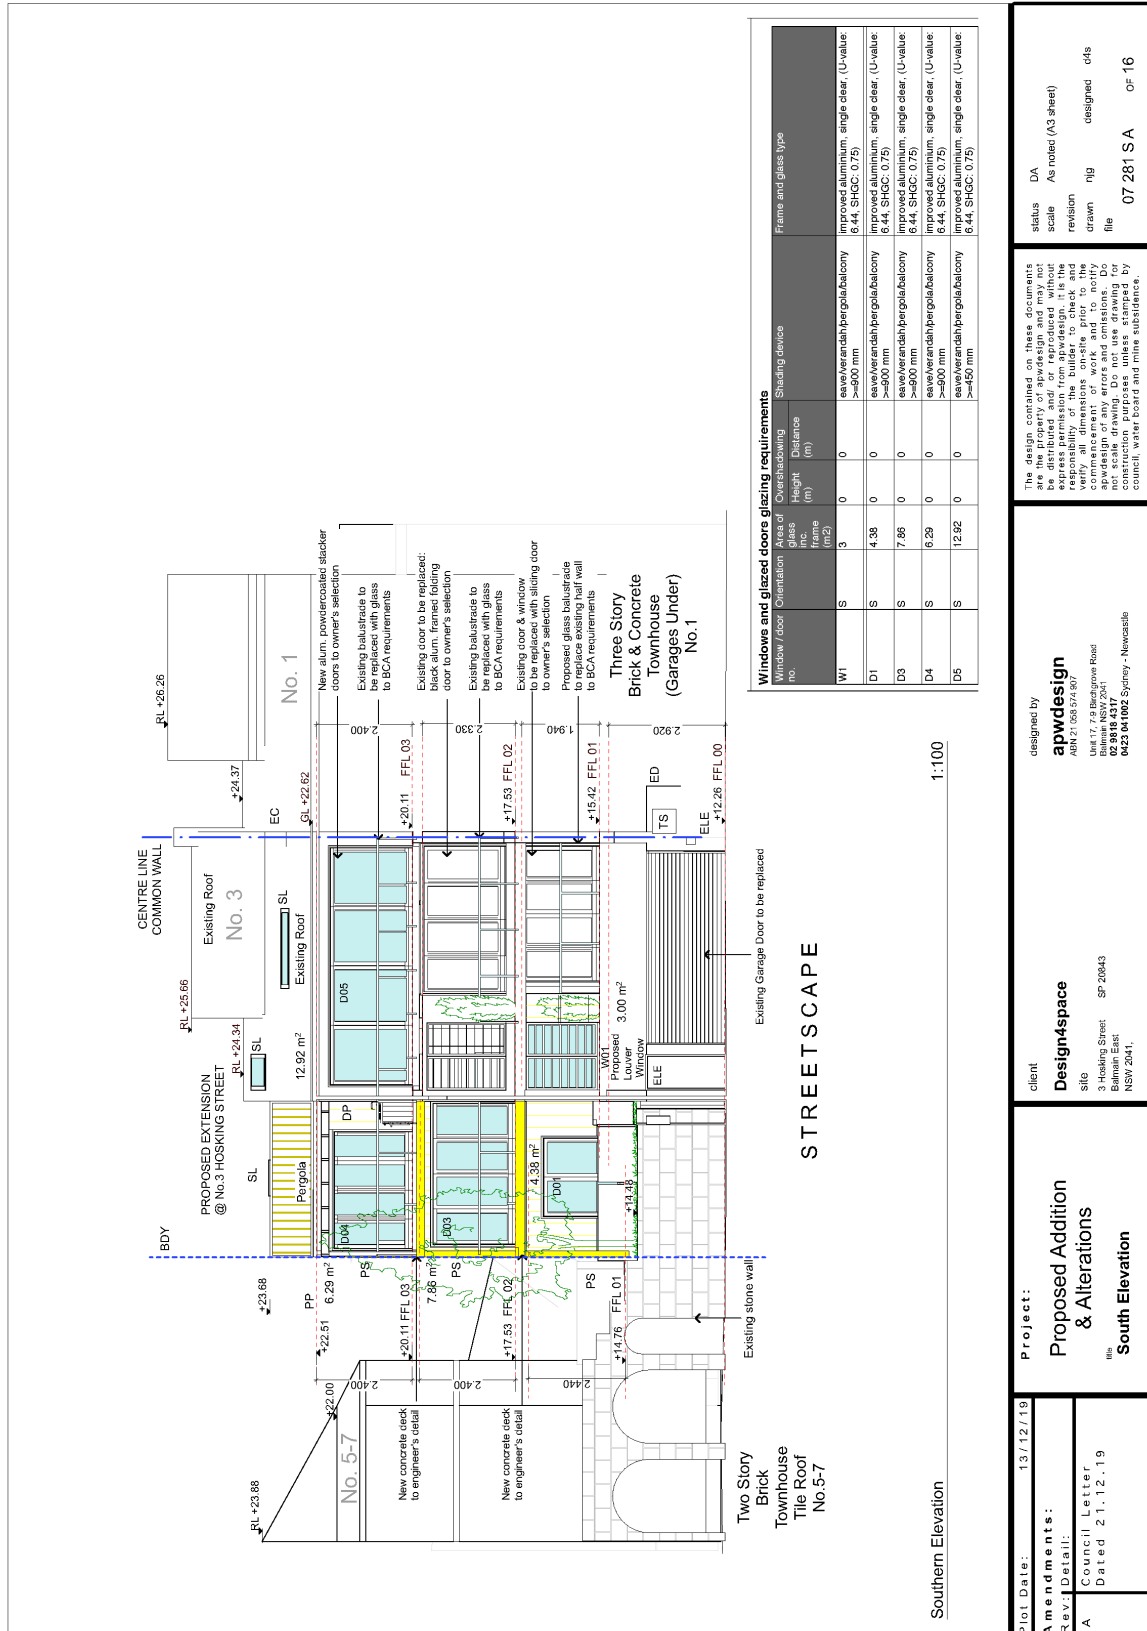 RL +26.26
No. 1
+24.37
EC
GL +22.62
CENTRE LINE
COMMON WALL
Existing Roof
No. 3
SL
Existing Roof
RL +25.66
RL +24.34
SL
12.92 m²
PROPOSED EXTENSION
@ No.3 HOSKING STREET
SL
Pergola
DP
BDY
+23.68
PP
6.29 m²
+22.51
+22.00
RL +23.88
No. 5-7
New alum. powdercoated stacker
doors to owner's selection
Existing balustrade to
be replaced with glass
to BCA requirements
Existing door to be replaced:
black alum. framed folding
door to owner's selection
Existing balustrade to
be replaced with glass
to BCA requirements
Existing door & window
to be replaced with sliding door
to owner's selection
Proposed glass balustrade
to replace existing half wall
to BCA requirements
Three Story
Brick & Concrete
Townhouse
(Garages Under)
No.1
2.400
2.330
1.940
2.920
+20.11 FFL 03
+17.53 FFL 02
+15.42 FFL 01
+12.26 FFL 00
ED
TS
ELE
D05
D04
D03
D01
PS
7.86 m²
PS
4.38 m²
PS
W01
Proposed
Louver
Window
3.00 m²
ELE
+14.48
+20.11 FFL 03
+17.53 FFL 02
+14.76 FFL 01
2.400
2.400
2.440
New concrete deck
to engineer's detail
New concrete deck
to engineer's detail
Existing Garage Door to be replaced
Existing stone wall
Two Story
Brick
Townhouse
Tile Roof
No.5-7
STREETSCAPE
Southern Elevation
1:100
Windows and glazed doors glazing requirements
Window / door no. Orientation Area of glass inc. frame (m2) Overshadowing Height (m) Distance (m) Shading device Frame and glass type
W1 S 3 0 0 eave/verandah/pergola/balcony >=900 mm improved aluminium, single clear, (U-value: 6.44, SHGC: 0.75)
D1 S 4.38 0 0 eave/verandah/pergola/balcony >=900 mm improved aluminium, single clear, (U-value: 6.44, SHGC: 0.75)
D3 S 7.86 0 0 eave/verandah/pergola/balcony >=900 mm improved aluminium, single clear, (U-value: 6.44, SHGC: 0.75)
D4 S 6.29 0 0 eave/verandah/pergola/balcony >=900 mm improved aluminium, single clear, (U-value: 6.44, SHGC: 0.75)
D5 S 12.92 0 0 eave/verandah/pergola/balcony >=450 mm improved aluminium, single clear, (U-value: 6.44, SHGC: 0.75)
Plot Date: 13/12/19
Amendments:
Rev: Detail:
A Council Letter
Dated 21.12.19
Project:
Proposed Addition
& Alterations
title
South Elevation
client
Design4space
site
3 Hosking Street SP 20843
Balmain East
NSW 2041,
designed by
apwdesign
ABN 21 058 574 907
Unit 17, 7-9 Birchgrove Road
Balmain NSW 2041
02 9818 4317
0423 041002 Sydney - Newcastle
The design contained on these documents
are the property of apwdesign and may not
be distributed and/ or reproduced without
express permission from apwdesign. It is the
responsibility of the builder to check and
verify all dimensions on-site prior to the
commencement of work and to notify
apwdesign of any errors and omissions. Do
not scale drawing. Do not use drawing for
construction purposes unless stamped by
council, water board and mine subsidence.
status DA
scale As noted (A3 sheet)
revision
drawn njg designed d4s
file
07 281 S A OF 16